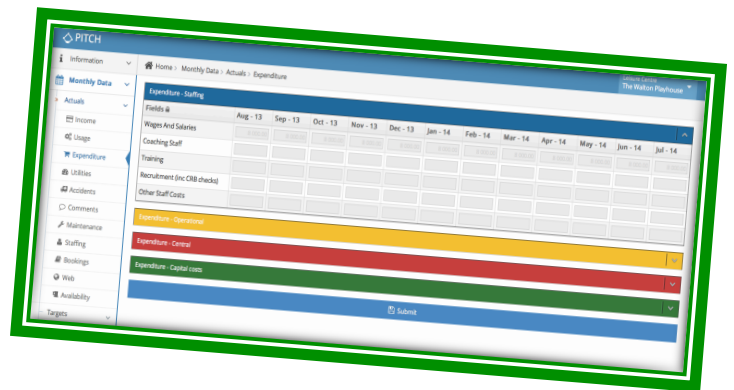 PITCH
Information
Monthly Data
Actuals
Income
Usage
Expenditure
Utilities
Accidents
Comments
Maintenance
Staffing
Bookings
Web
Availability
Targets
Home > Monthly Data > Actuals > Expenditure
Leisure Centre
The Walton Playhouse
Expenditure - Staffing
Fields Aug - 13 Sep - 13 Oct - 13 Nov - 13 Dec - 13 Jan - 14 Feb - 14 Mar - 14 Apr - 14 May - 14 Jun - 14 Jul - 14
Wages And Salaries
Coaching Staff
Training
Recruitment (inc CRB checks)
Other Staff Costs
Expenditure - Operational
Expenditure - Central
Expenditure - Capital costs
Submit